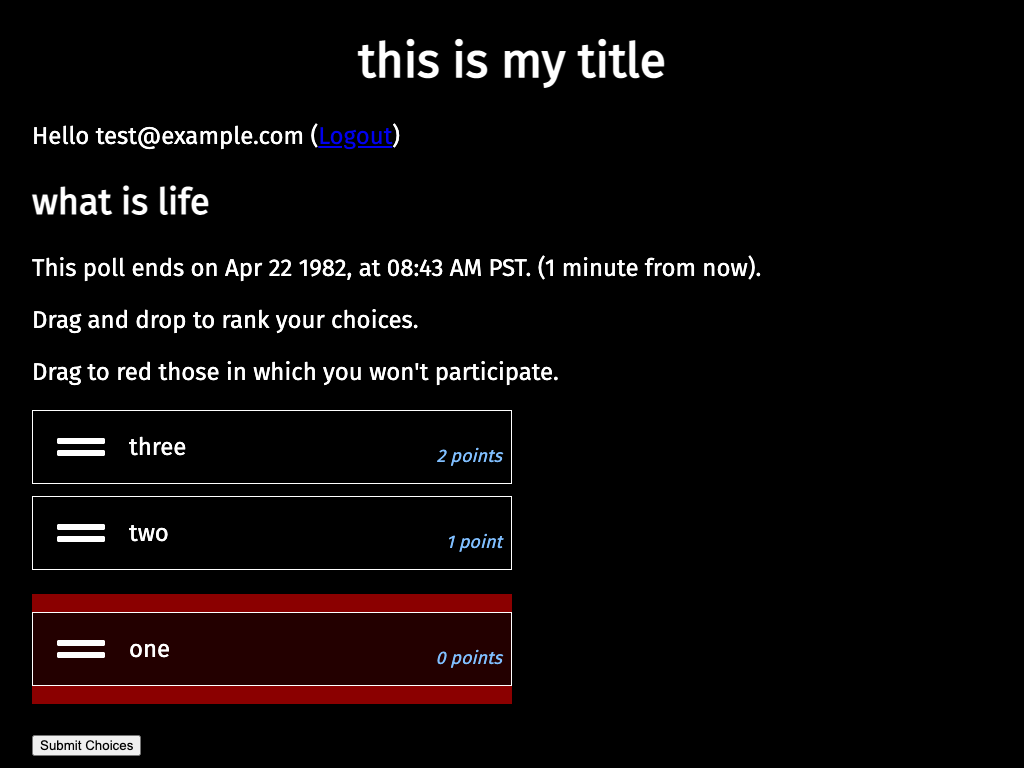 this is my title
Hello test@example.com (Logout)
what is life
This poll ends on Apr 22 1982, at 08:43 AM PST. (1 minute from now).
Drag and drop to rank your choices.
Drag to red those in which you won't participate.
three
2 points
two
1 point
one
0 points
Submit Choices